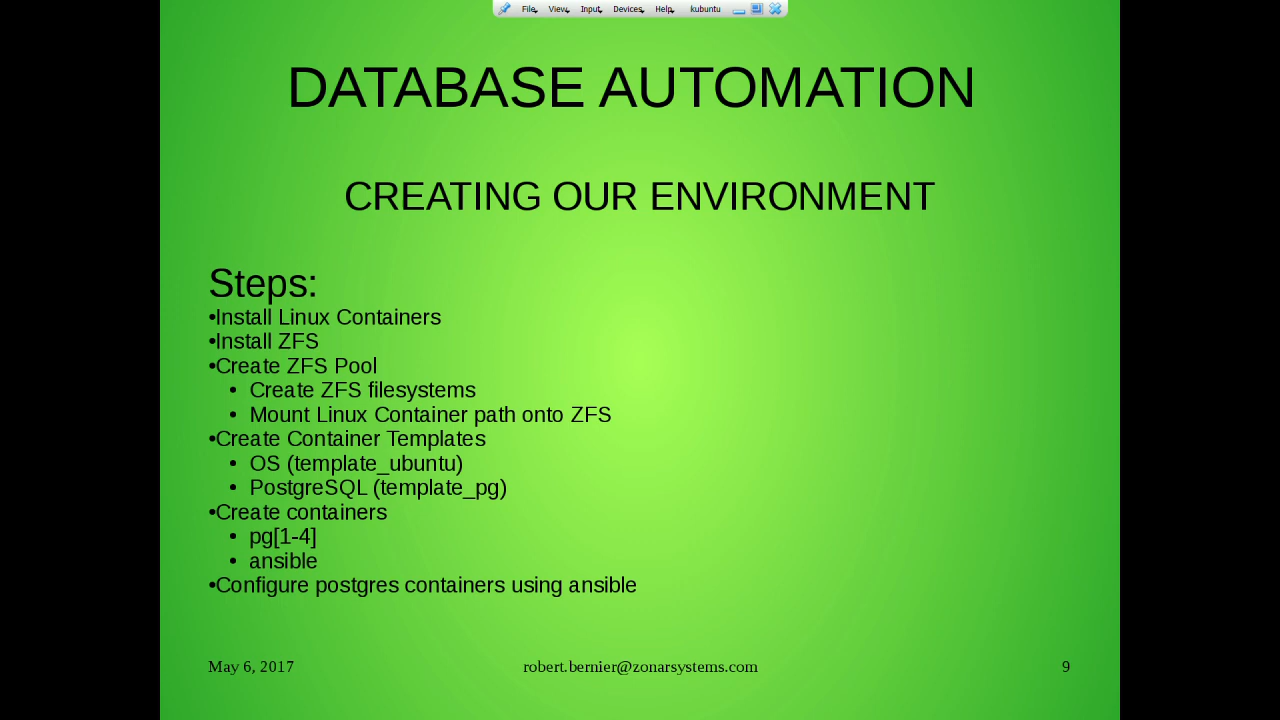 File View Input Devices Help kubuntu
DATABASE AUTOMATION
CREATING OUR ENVIRONMENT
Steps:
•Install Linux Containers
•Install ZFS
•Create ZFS Pool
• Create ZFS filesystems
• Mount Linux Container path onto ZFS
•Create Container Templates
• OS (template_ubuntu)
• PostgreSQL (template_pg)
•Create containers
• pg[1-4]
• ansible
•Configure postgres containers using ansible
May 6, 2017 robert.bernier@zonarsystems.com 9